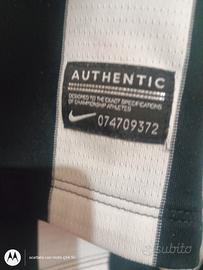 AUTHENTIC
DESIGNED TO THE EXACT SPECIFICATIONS
OF CHAMPIONSHIP ATHLETES
074709372
subito